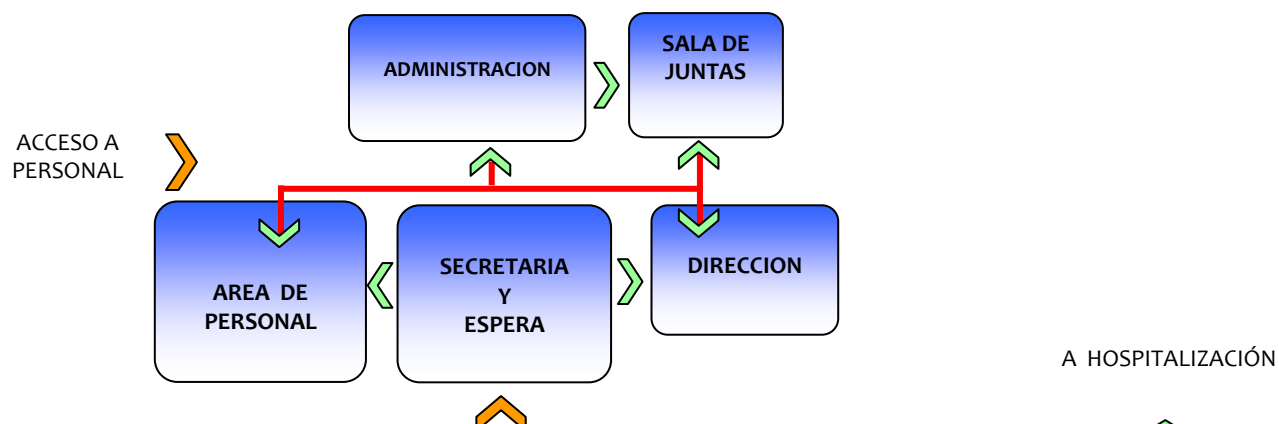 ADMINISTRACION
SALA DE
JUNTAS
ACCESO A
PERSONAL
AREA  DE
PERSONAL
SECRETARIA
Y
ESPERA
DIRECCION
A  HOSPITALIZACIÓN